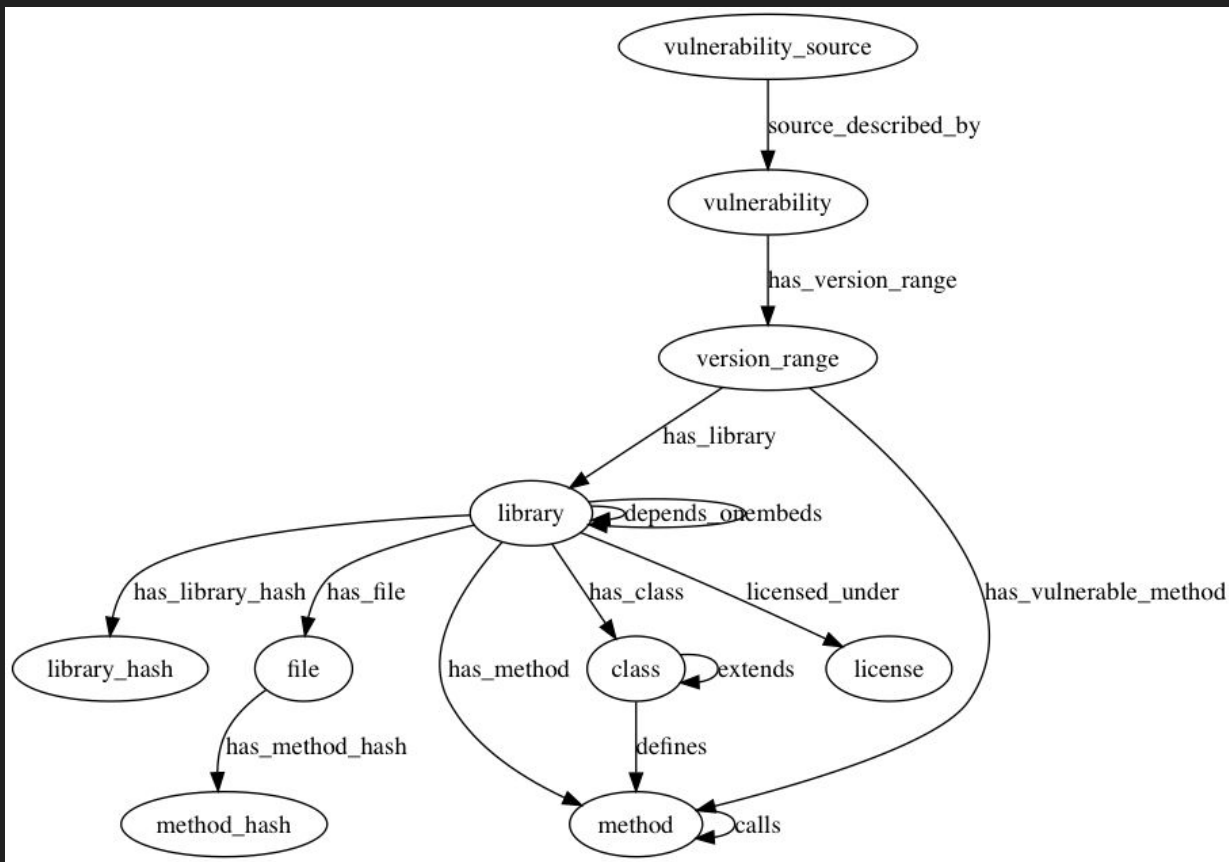 vulnerability_source
source_described_by
vulnerability
has_version_range
version_range
has_library
library
depends_on
embeds
has_library_hash
has_file
has_class
licensed_under
has_vulnerable_method
library_hash
file
has_method
class
extends
license
has_method_hash
defines
method_hash
method
calls